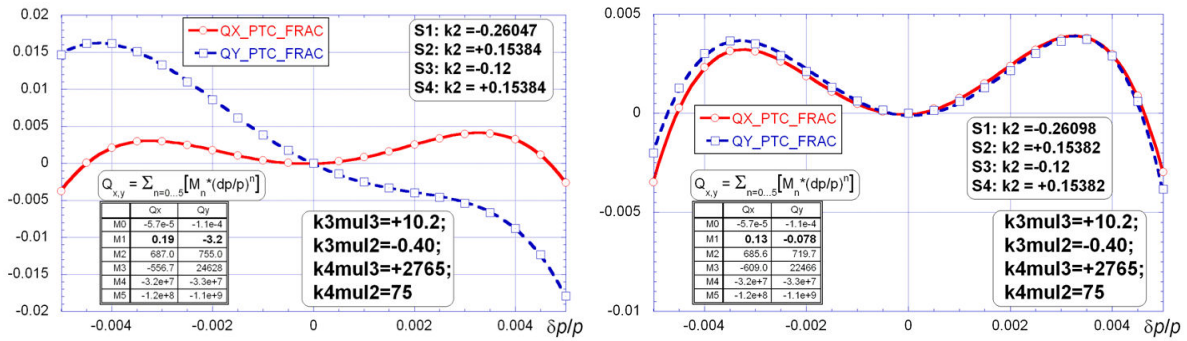 0.02
0.015
0.01
0.005
0
-0.005
-0.01
-0.015
-0.02
QX_PTC_FRAC
QY_PTC_FRAC
S1: k2 =-0.26047
S2: k2 =+0.15384
S3: k2 =-0.12
S4: k2 = +0.15384
Qx,y = ∑n=0...5[Mn*(dp/p)^n]
Qx Qy
M0 -5.7e-5 -1.1e-4
M1 0.19 -3.2
M2 687.0 755.0
M3 -556.7 24628
M4 -3.2e+7 -3.3e+7
M5 -1.2e+8 -1.1e+9
k3mul3=+10.2;
k3mul2=-0.40;
k4mul3=+2765;
k4mul2=75
-0.004 -0.002 0 0.002 0.004 δp/p
0.005
0
-0.005
-0.01
QX_PTC_FRAC
QY_PTC_FRAC
S1: k2 =-0.26098
S2: k2 =+0.15382
S3: k2 =-0.12
S4: k2 = +0.15382
Qx,y = ∑n=0...5[Mn*(dp/p)^n]
Qx Qy
M0 -5.7e-5 -1.1e-4
M1 0.13 -0.078
M2 685.6 719.7
M3 -609.0 22466
M4 -3.2e+7 -3.3e+7
M5 -1.2e+8 -1.1e+9
k3mul3=+10.2;
k3mul2=-0.40;
k4mul3=+2765;
k4mul2=75
-0.004 -0.002 0 0.002 0.004 δp/p